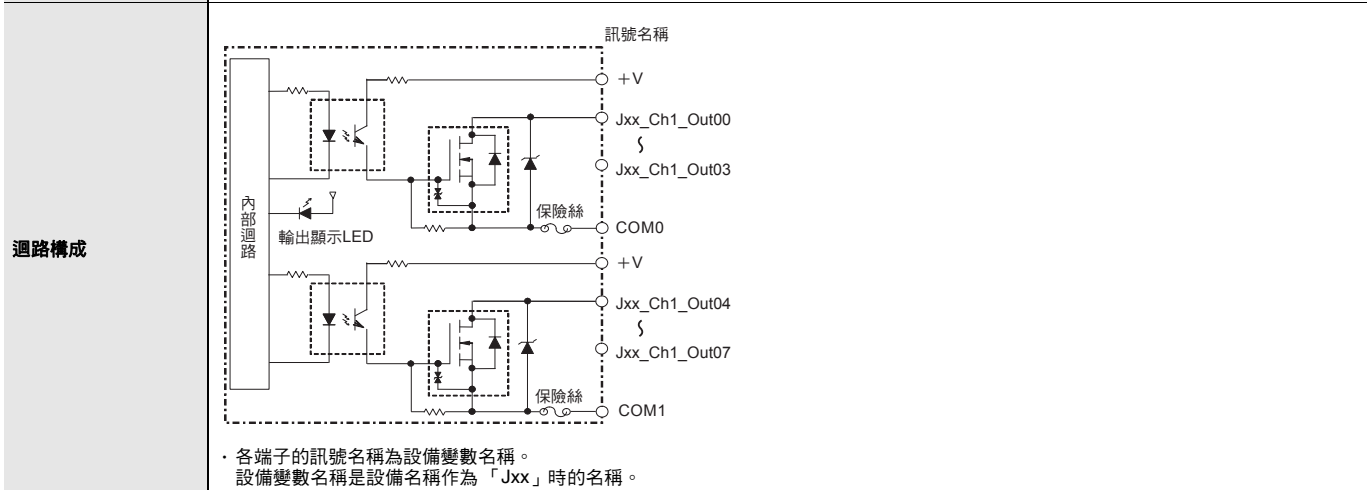 迴路構成
訊號名稱
+V
Jxx_Ch1_Out00
~
Jxx_Ch1_Out03
內部迴路
輸出顯示LED
保險絲
COM0
+V
Jxx_Ch1_Out04
~
Jxx_Ch1_Out07
保險絲
COM1
・各端子的訊號名稱為設備變數名稱。
設備變數名稱是設備名稱作為「Jxx」時的名稱。